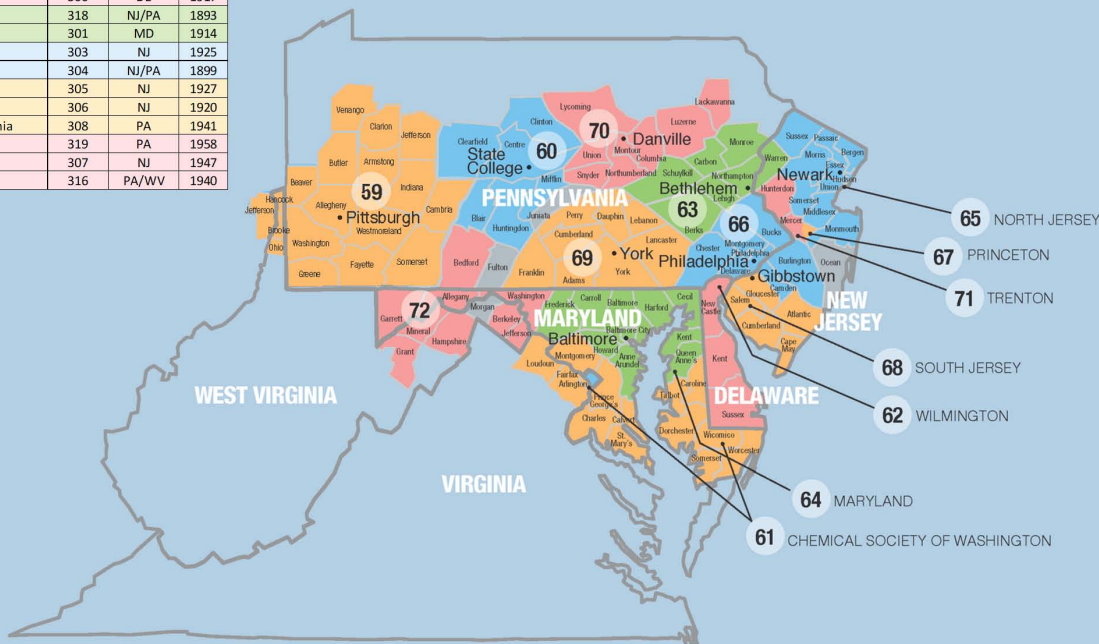 318 NJ/PA 1893
301 MD 1914
303 NJ 1925
304 NJ/PA 1899
305 NJ 1927
306 NJ 1920
nia 308 PA 1941
319 PA 1958
307 NJ 1947
316 PA/WV 1940
Venango
Clarion
Jefferson
Butler
Armstrong
Beaver
Indiana
59
Allegheny
Pittsburgh
Westmoreland
Cambria
Washington
Fayette
Somerset
Greene
Hancock
Jefferson
Brooke
Ohio
Clinton
Clearfield
Centre
60
State
College
Mifflin
PENNSYLVANIA
Blair
Juniata
Huntingdon
Bedford
Fulton
Lycoming
70
Danville
Montour
Union
Columbia
Snyder
Northumberland
Luzerne
Lackawanna
Monroe
Carbon
Schuylkill
Northampton
Bethlehem
Lehigh
63
Berks
Perry
Dauphin
Lebanon
Cumberland
Lancaster
69
York
York
Franklin
Adams
66
Bucks
Chester
Montgomery
Philadelphia
Philadelphia
Delaware
Gibbstown
Sussex
Passaic
Morris
Bergen
Warren
Essex
Newark
Hudson
Union
Hunterdon
Somerset
Middlesex
Mercer
Monmouth
Burlington
Ocean
Camden
Gloucester
Salem
Atlantic
Cumberland
Cape
May
NEW
JERSEY
65 NORTH JERSEY
67 PRINCETON
71 TRENTON
68 SOUTH JERSEY
62 WILMINGTON
64 MARYLAND
61 CHEMICAL SOCIETY OF WASHINGTON
72
Garrett
Allegany
Mineral
Morgan
Hampshire
Grant
Washington
Berkeley
Jefferson
Frederick
Carroll
Baltimore
Harford
Cecil
MARYLAND
Baltimore City
Baltimore
Howard
Montgomery
Anne
Arundel
Loudoun
Fairfax
Arlington
Prince
George's
Charles
Calvert
St.
Mary's
Kent
Queen
Anne's
Caroline
Talbot
Dorchester
Wicomico
Worcester
Somerset
New
Castle
Kent
DELAWARE
Sussex
WEST VIRGINIA
VIRGINIA